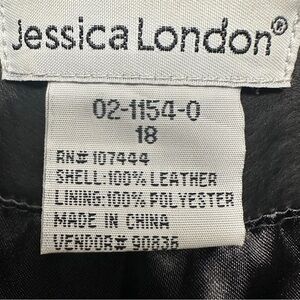 Jessica London®
02-1154-0
18
RN# 107444
SHELL:100% LEATHER
LINING:100% POLYESTER
MADE IN CHINA
VENDOR# 90836